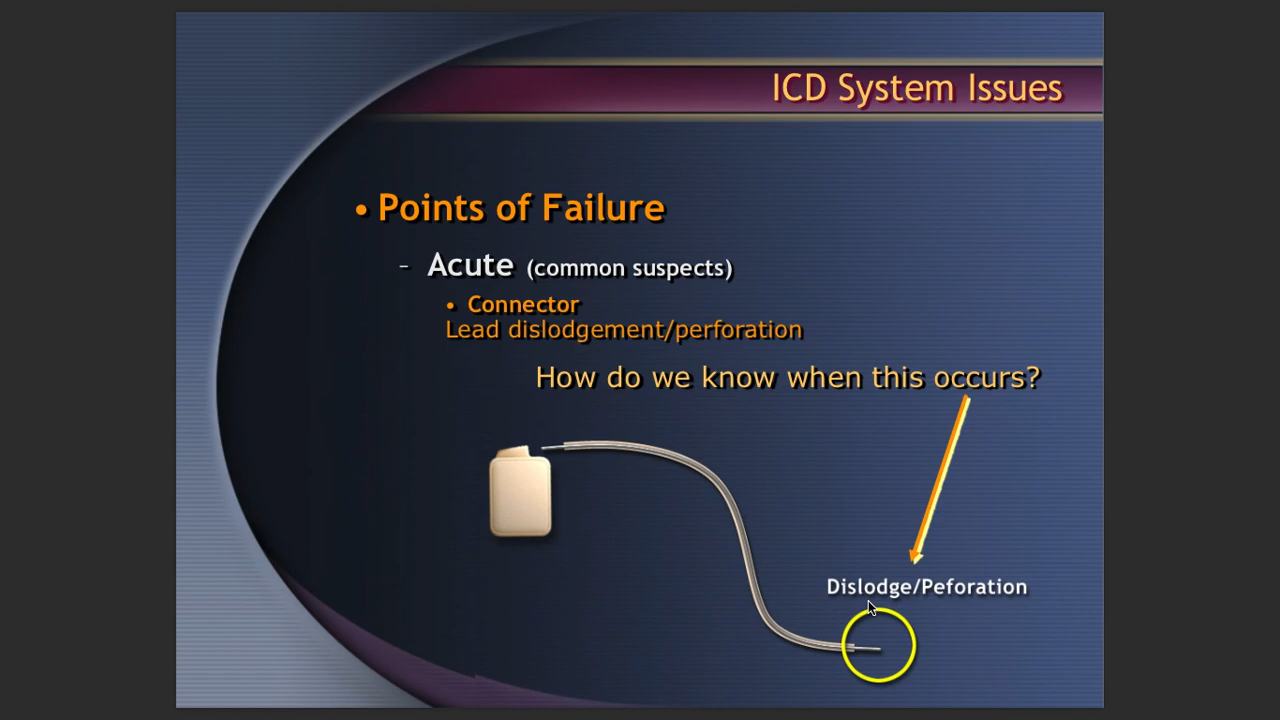 ICD System Issues
• Points of Failure
– Acute (common suspects)
• Connector
Lead dislodgement/perforation
How do we know when this occurs?
Dislodge/Peforation